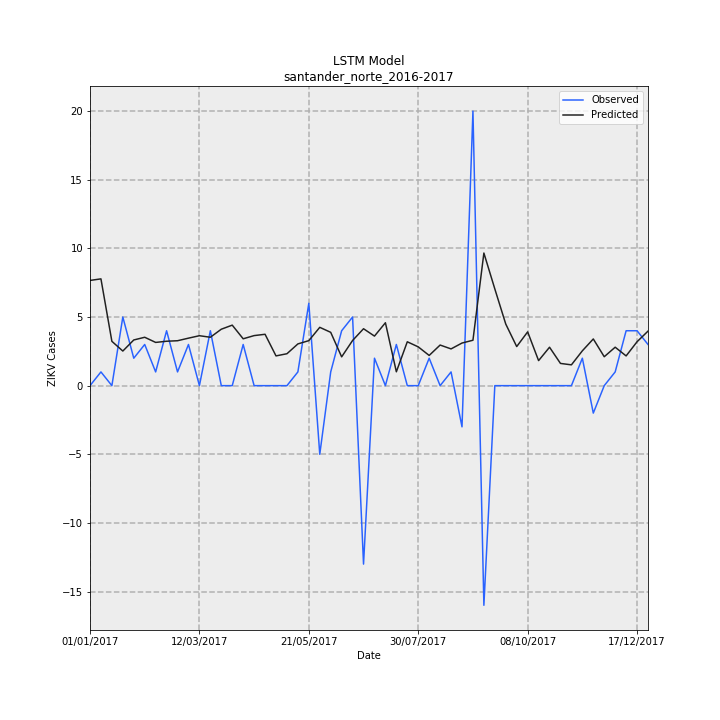 LSTM Model
santander_norte_2016-2017
Observed
Predicted
20
15
10
5
0
−5
−10
−15
ZIKV Cases
01/01/2017
12/03/2017
21/05/2017
30/07/2017
08/10/2017
17/12/2017
Date